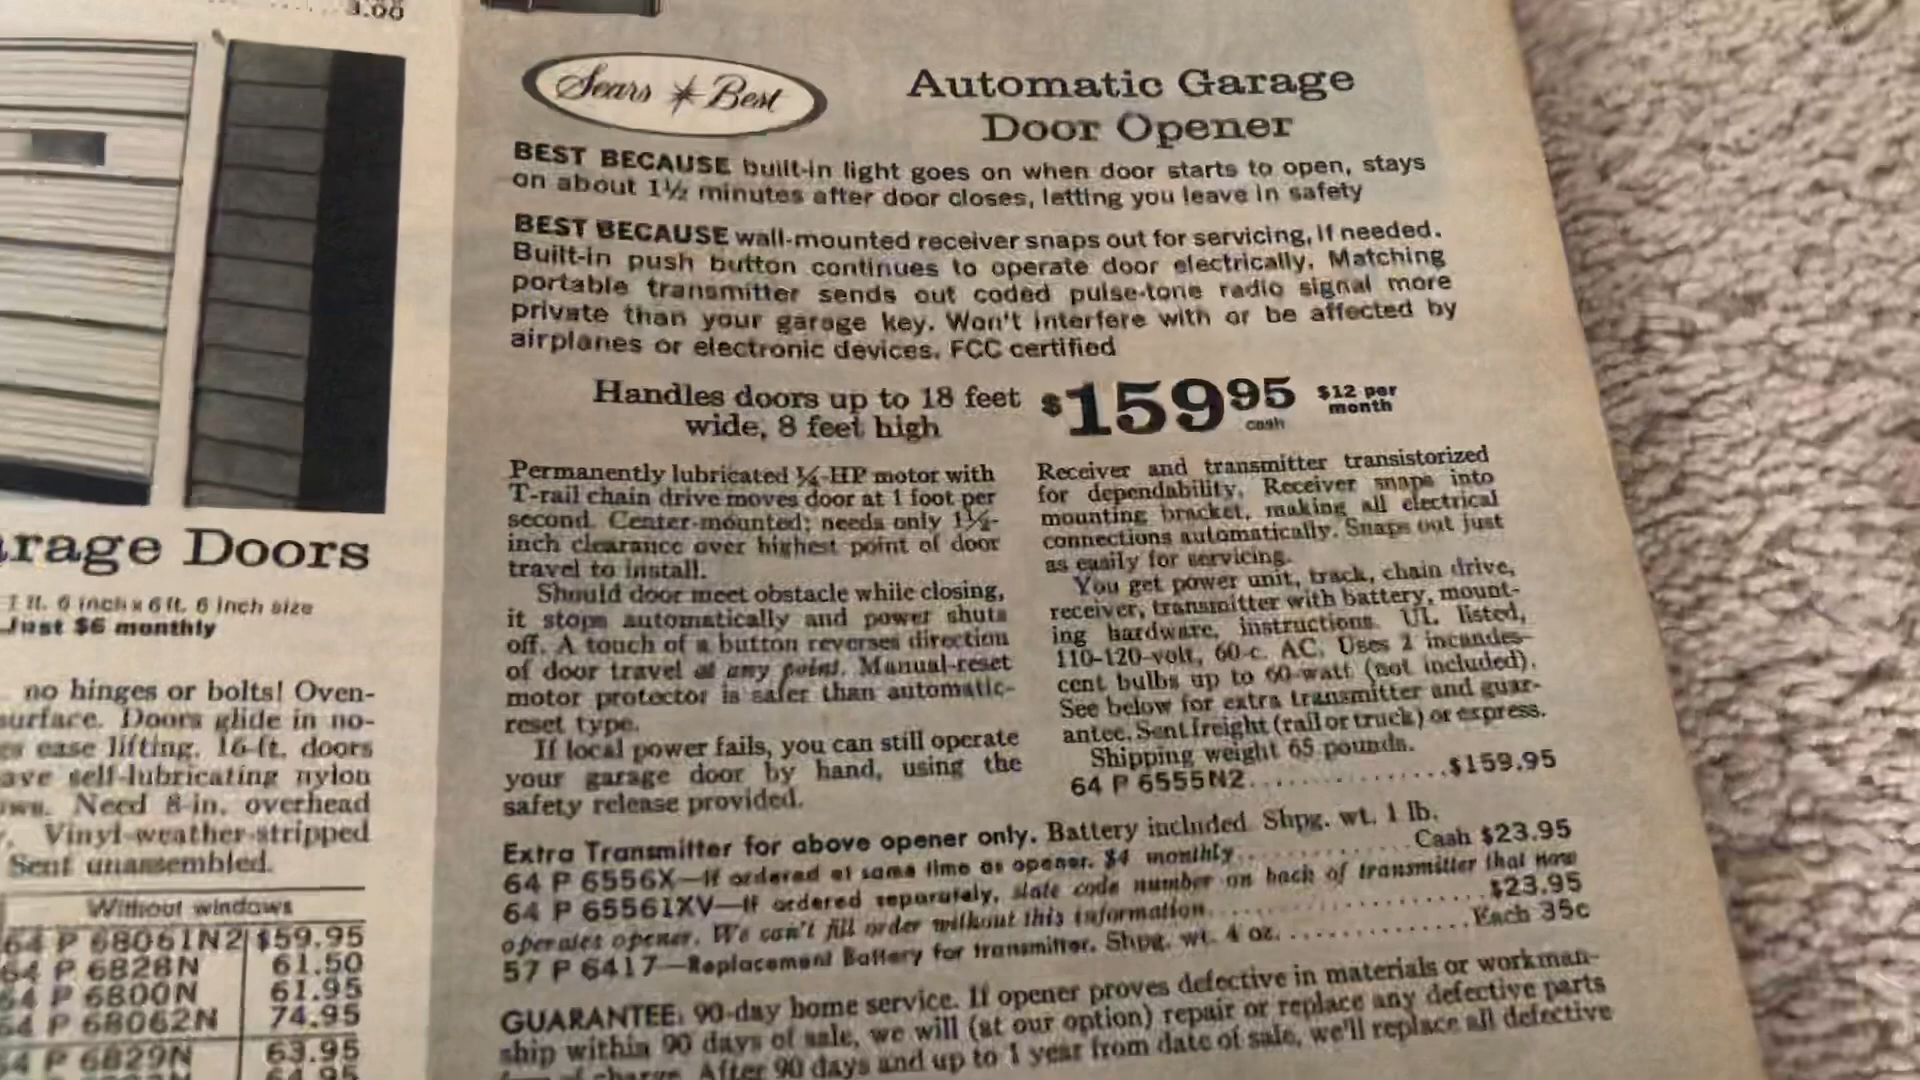 3.00
arage Doors
ft. 6 inch x 6 ft. 6 inch size
Just $6 monthly
no hinges or bolts! Oven-
surface. Doors glide in no-
ease lifting. 16-ft. doors
self-lubricating nylon
Need 8-in. overhead
Vinyl weather-stripped
Sent unassembled.
Without windows
64 P 68061N2 $59.95
64 P 6828N 61.50
64 P 6800N 61.95
64 P 68062N 74.95
64 P 6829N 63.95
64.95
Sears Best
Automatic Garage
Door Opener
BEST BECAUSE built-in light goes on when door starts to open, stays
on about 1½ minutes after door closes, letting you leave in safety
BEST BECAUSE wall-mounted receiver snaps out for servicing, if needed.
Built-in push button continues to operate door electrically. Matching
portable transmitter sends out coded pulse-tone radio signal more
private than your garage key. Won't interfere with or be affected by
airplanes or electronic devices. FCC certified
Handles doors up to 18 feet
wide, 8 feet high
$159 95
cash
$12 per
month
Permanently lubricated ¼-HP motor with
T-rail chain drive moves door at 1 foot per
second. Center-mounted; needs only 1½-
inch clearance over highest point of door
travel to install.
Should door meet obstacle while closing,
it stops automatically and power shuts
off. A touch of a button reverses direction
of door travel at any point. Manual-reset
motor protector is safer than automatic-
reset type.
If local power fails, you can still operate
your garage door by hand, using the
safety release provided.
Receiver and transmitter transistorized
for dependability. Receiver snaps into
mounting bracket, making all electrical
connections automatically. Snaps out just
as easily for servicing.
You get power unit, track, chain drive,
receiver, transmitter with battery, mount-
ing hardware, instructions. UL listed,
110-120-volt, 60-c. AC. Uses 2 incandes-
cent bulbs up to 60-watt (not included).
See below for extra transmitter and guar-
antee. Sent freight (rail or truck) or express.
Shipping weight 65 pounds.
64 P 6555N2..............$159.95
Extra Transmitter for above opener only. Battery included. Shpg. wt. 1 lb.
64 P 6556X—If ordered at same time as opener. $4 monthly.............Cash $23.95
64 P 65561XV—If ordered separately, state code number on back of transmitter that now
operates opener. We can't fill order without this information..............$23.95
57 P 6417—Replacement Battery for transmitter. Shpg. wt. 4 oz..............Each 35c
GUARANTEE: 90-day home service. If opener proves defective in materials or workman-
ship within 90 days of sale, we will (at our option) repair or replace any defective parts
free of charge. After 90 days and up to 1 year from date of sale, we'll replace all defective